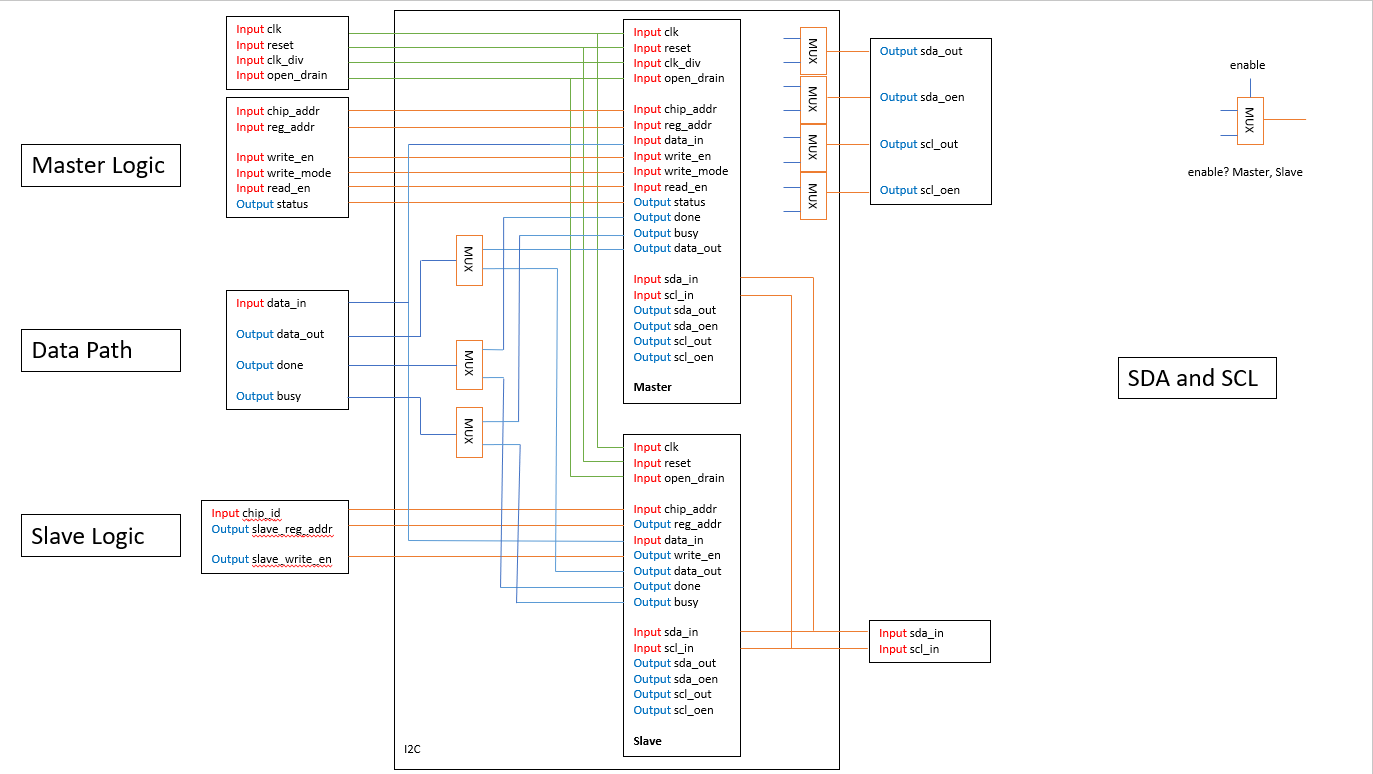 Master Logic
Data Path
Slave Logic
Input clk
Input reset
Input clk_div
Input open_drain
Input chip_addr
Input reg_addr
Input write_en
Input write_mode
Input read_en
Output status
Input data_in
Output data_out
Output done
Output busy
Input chip_id
Output slave_reg_addr
Output slave_write_en
I2C
MUX
MUX
MUX
Input clk
Input reset
Input clk_div
Input open_drain
Input chip_addr
Input reg_addr
Input data_in
Input write_en
Input write_mode
Input read_en
Output status
Output done
Output busy
Output data_out
Input sda_in
Input scl_in
Output sda_out
Output sda_oen
Output scl_out
Output scl_oen
Master
Input clk
Input reset
Input open_drain
Input chip_addr
Output reg_addr
Input data_in
Output write_en
Output data_out
Output done
Output busy
Input sda_in
Input scl_in
Output sda_out
Output sda_oen
Output scl_out
Output scl_oen
Slave
MUX
MUX
MUX
MUX
Output sda_out
Output sda_oen
Output scl_out
Output scl_oen
Input sda_in
Input scl_in
enable
MUX
enable? Master, Slave
SDA and SCL